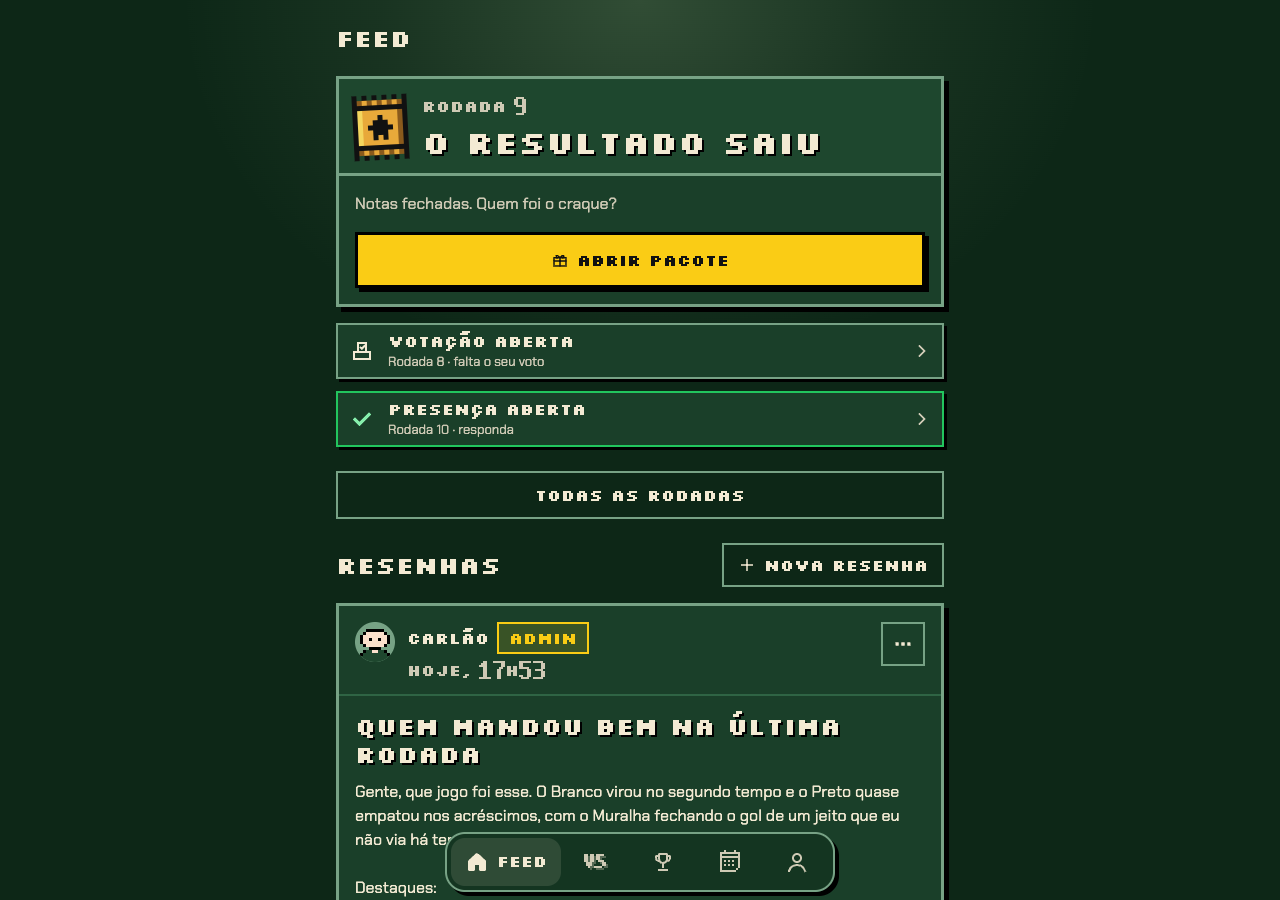 FEED
RODADA 9
O RESULTADO SAIU
Notas fechadas. Quem foi o craque?
ABRIR PACOTE
VOTAÇÃO ABERTA
Rodada 8 · falta o seu voto
PRESENÇA ABERTA
Rodada 10 · responda
TODAS AS RODADAS
RESENHAS
+ NOVA RESENHA
CARLÃO ADMIN
HOJE, 17H53
QUEM MANDOU BEM NA ÚLTIMA
RODADA
Gente, que jogo foi esse. O Branco virou no segundo tempo e o Preto quase
empatou nos acréscimos, com o Muralha fechando o gol de um jeito que eu
não via há
FEED VS
Destaques: